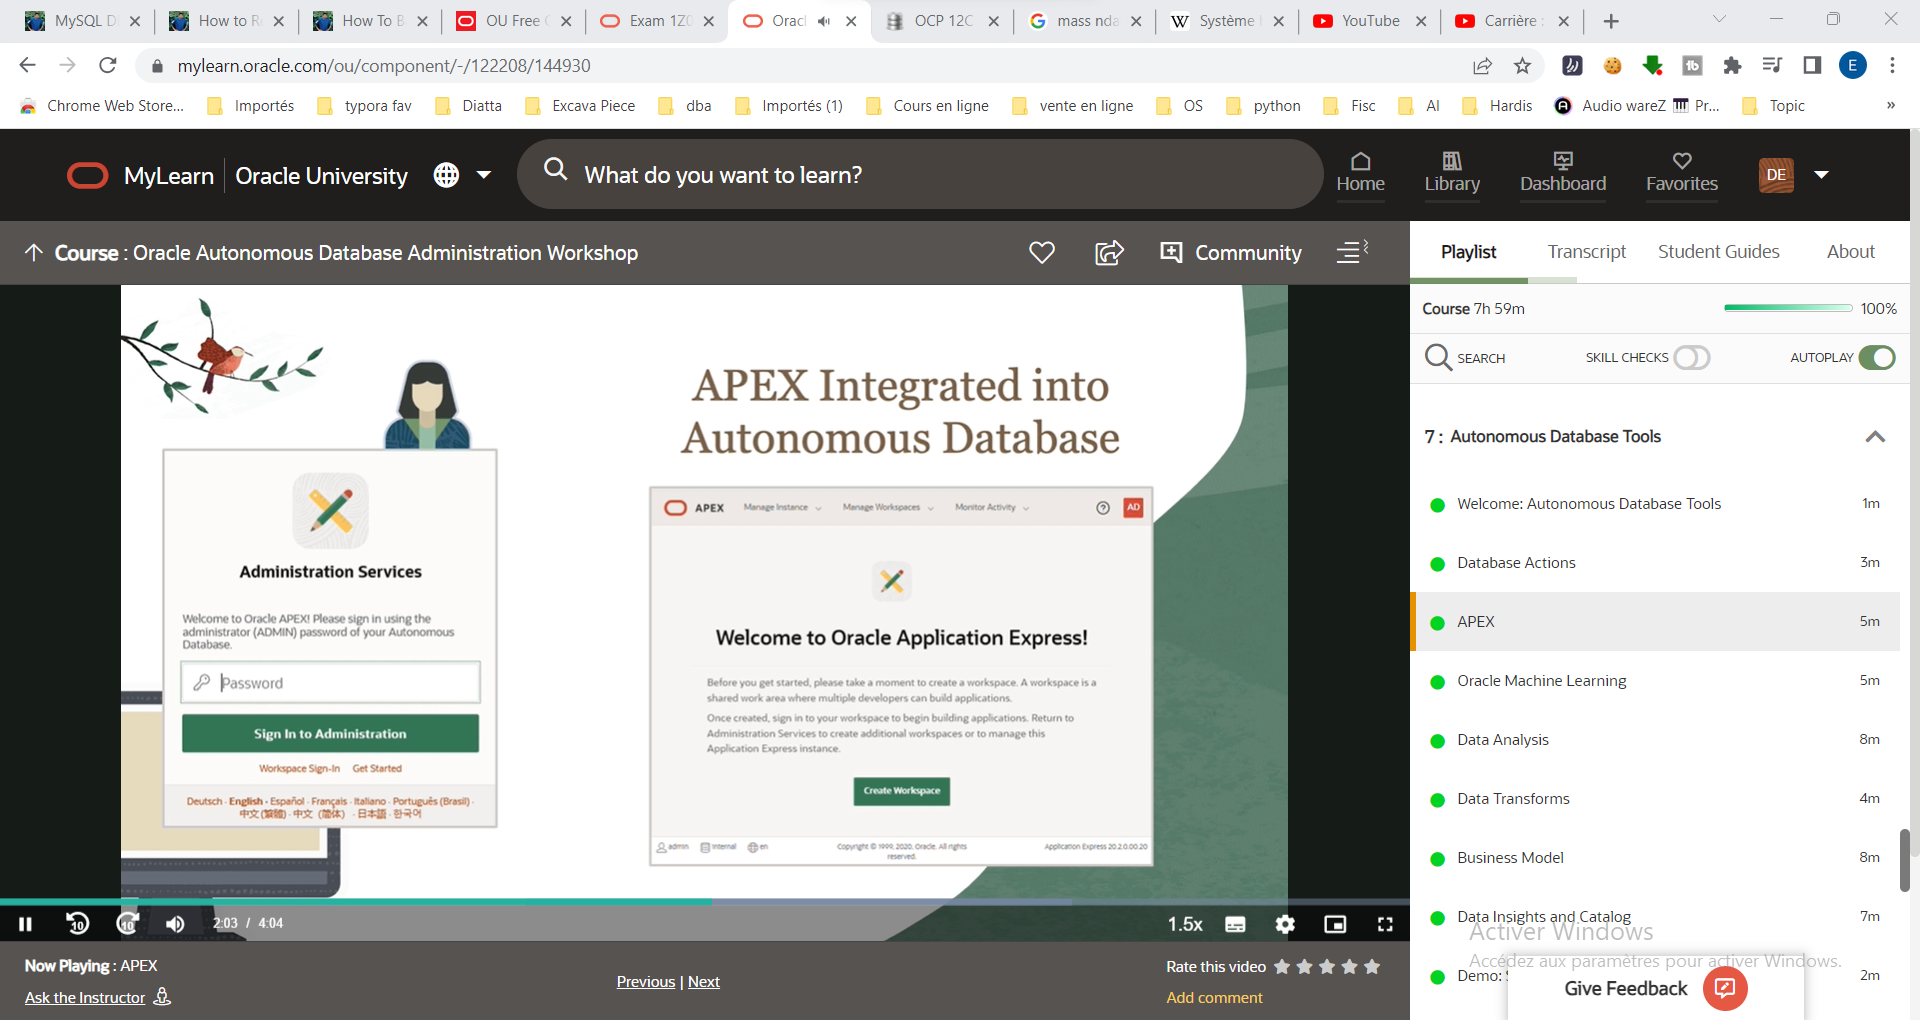 MySQL D
How to R
How To B
OU Free
Exam 1Z0
Oracl
OCP 12C
mass nda
Système
YouTube
Carrière :
mylearn.oracle.com/ou/component/-/122208/144930
E
Chrome Web Store...
Importés
typora fav
Diatta
Excava Piece
dba
Importés (1)
Cours en ligne
vente en ligne
OS
python
Fisc
AI
Hardis
Audio wareZ
Pr...
Topic
»
MyLearn
Oracle University
What do you want to learn?
Home
Library
Dashboard
Favorites
DE
Course : Oracle Autonomous Database Administration Workshop
Community
Playlist
Transcript
Student Guides
About
Course 7h 59m
100%
SEARCH
SKILL CHECKS
AUTOPLAY
APEX Integrated into
Autonomous Database
Administration Services
Welcome to Oracle APEX! Please sign in using the
administrator (ADMIN) password of your Autonomous
Database.
Password
Sign In to Administration
Workspace Sign-In Get Started
Deutsch · English · Español · Français · Italiano · Português (Brasil) ·
中文 (繁體) · 中文 (简体) · 日本語 · 한국어
APEX
Manage Instance
Manage Workspaces
Monitor Activity
AD
Welcome to Oracle Application Express!
Before you get started, please take a moment to create a workspace. A workspace is a
shared work area where multiple developers can build applications.
Once created, sign in to your workspace to begin building applications. Return to
Administration Services to create additional workspaces or to manage this
Application Express instance.
Create Workspace
admin
internal
en
Copyright © 1999, 2020, Oracle. All rights
reserved.
Application Express 20.2.0.00.20
7 : Autonomous Database Tools
Welcome: Autonomous Database Tools 1m
Database Actions 3m
APEX 5m
Oracle Machine Learning 5m
Data Analysis 8m
Data Transforms 4m
Business Model 8m
Data Insights and Catalog 7m
Demo: 2m
Activer Windows
Accédez aux paramètres pour activer Windows.
Give Feedback
10
10
2:03 / 4:04
1.5x
Now Playing : APEX
Ask the Instructor
Previous | Next
Rate this video
Add comment